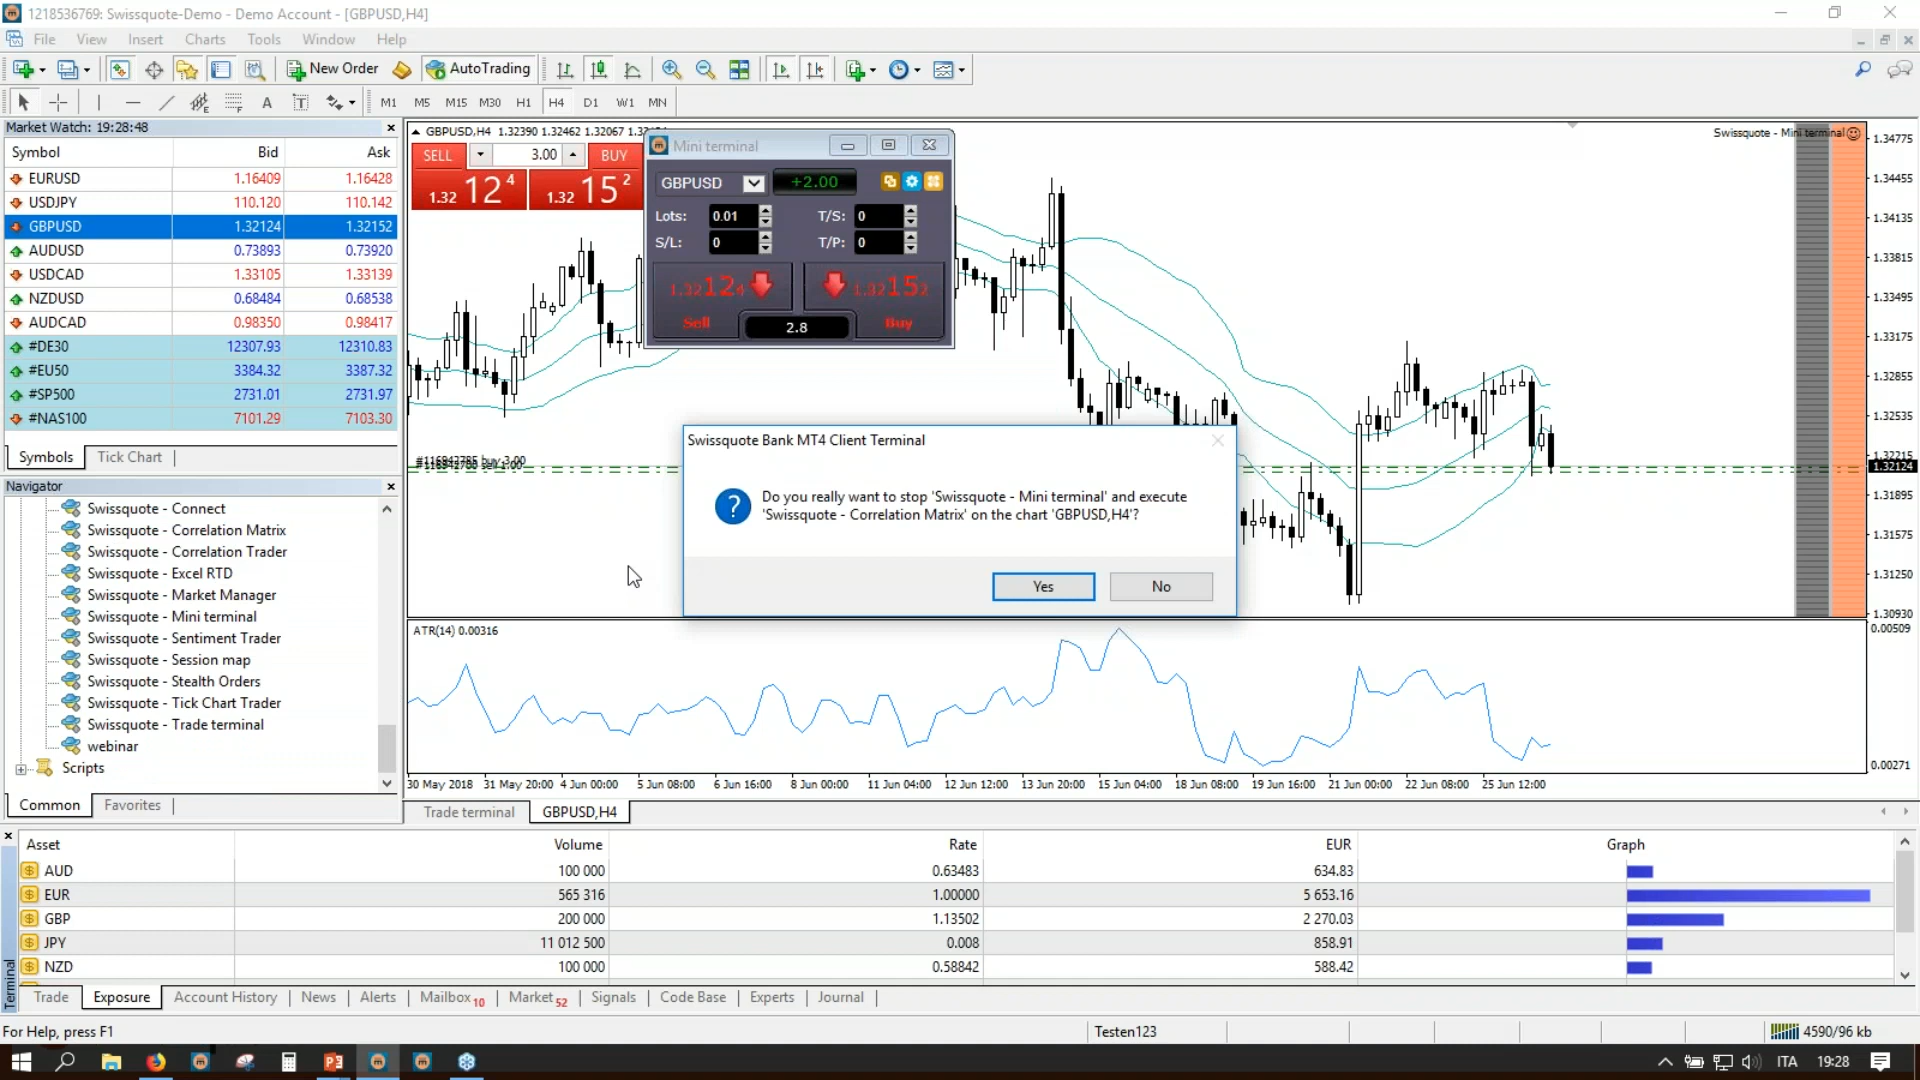 1218536769: Swissquote-Demo - Demo Account - [GBPUSD,H4]
File View Insert Charts Tools Window Help
New Order AutoTrading
A T M1 M5 M15 M30 H1 H4 D1 W1 MN
Market Watch: 19:28:48
Symbol Bid Ask
EURUSD 1.16409 1.16428
USDJPY 110.120 110.142
GBPUSD 1.32124 1.32152
AUDUSD 0.73893 0.73920
USDCAD 1.33105 1.33139
NZDUSD 0.68484 0.68538
AUDCAD 0.98350 0.98417
#DE30 12307.93 12310.83
#EU50 3384.32 3387.32
#SP500 2731.01 2731.97
#NAS100 7101.29 7103.30
Symbols Tick Chart
Navigator
Swissquote - Connect
Swissquote - Correlation Matrix
Swissquote - Correlation Trader
Swissquote - Excel RTD
Swissquote - Market Manager
Swissquote - Mini terminal
Swissquote - Sentiment Trader
Swissquote - Session map
Swissquote - Stealth Orders
Swissquote - Tick Chart Trader
Swissquote - Trade terminal
webinar
Scripts
Common Favorites
GBPUSD,H4 1.32390 1.32462 1.32067
SELL 3.00 BUY
1.32 12 4 1.32 15 2
Mini terminal
GBPUSD +2.00
Lots: 0.01 T/S: 0
S/L: 0 T/P: 0
1.32124 1.32152
Sell 2.8 Buy
Swissquote - Mini terminal
1.34775
1.34455
1.34135
1.33815
1.33495
1.33175
1.32855
1.32535
1.32215
1.32124
1.31895
1.31575
1.31250
1.30930
Swissquote Bank MT4 Client Terminal
Do you really want to stop 'Swissquote - Mini terminal' and execute
'Swissquote - Correlation Matrix' on the chart 'GBPUSD,H4'?
Yes No
ATR(14) 0.00316
0.00509
0.00271
30 May 2018 31 May 20:00 4 Jun 00:00 5 Jun 08:00 6 Jun 16:00 8 Jun 00:00 11 Jun 04:00 12 Jun 12:00 13 Jun 20:00 15 Jun 04:00 18 Jun 08:00 19 Jun 16:00 21 Jun 00:00 22 Jun 08:00 25 Jun 12:00
Trade terminal GBPUSD,H4
Asset Volume Rate EUR Graph
AUD 100 000 0.63483 634.83
EUR 565 316 1.00000 5 653.16
GBP 200 000 1.13502 2 270.03
JPY 11 012 500 0.008 858.91
NZD 100 000 0.58842 588.42
Terminal
Trade Exposure Account History News Alerts Mailbox 10 Market 52 Signals Code Base Experts Journal
For Help, press F1 Testen123 4590/96 kb
ITA 19:28